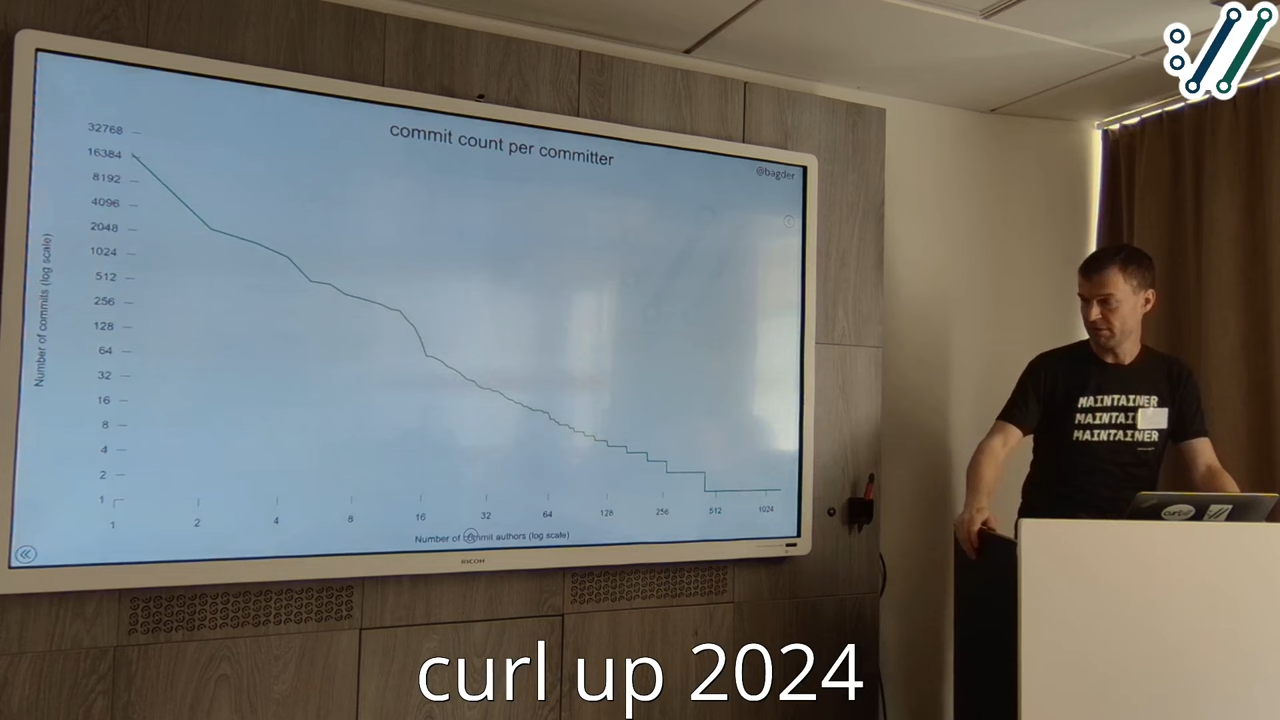 commit count per committer
@bagder
Number of commits (log scale)
32768
16384
8192
4096
2048
1024
512
256
128
64
32
16
8
4
2
1
1 2 4 8 16 32 64 128 256 512 1024
Number of commit authors (log scale)
RICOH
MAINTAINER
MAINTAI
MAINTAINER
curl
curl up 2024